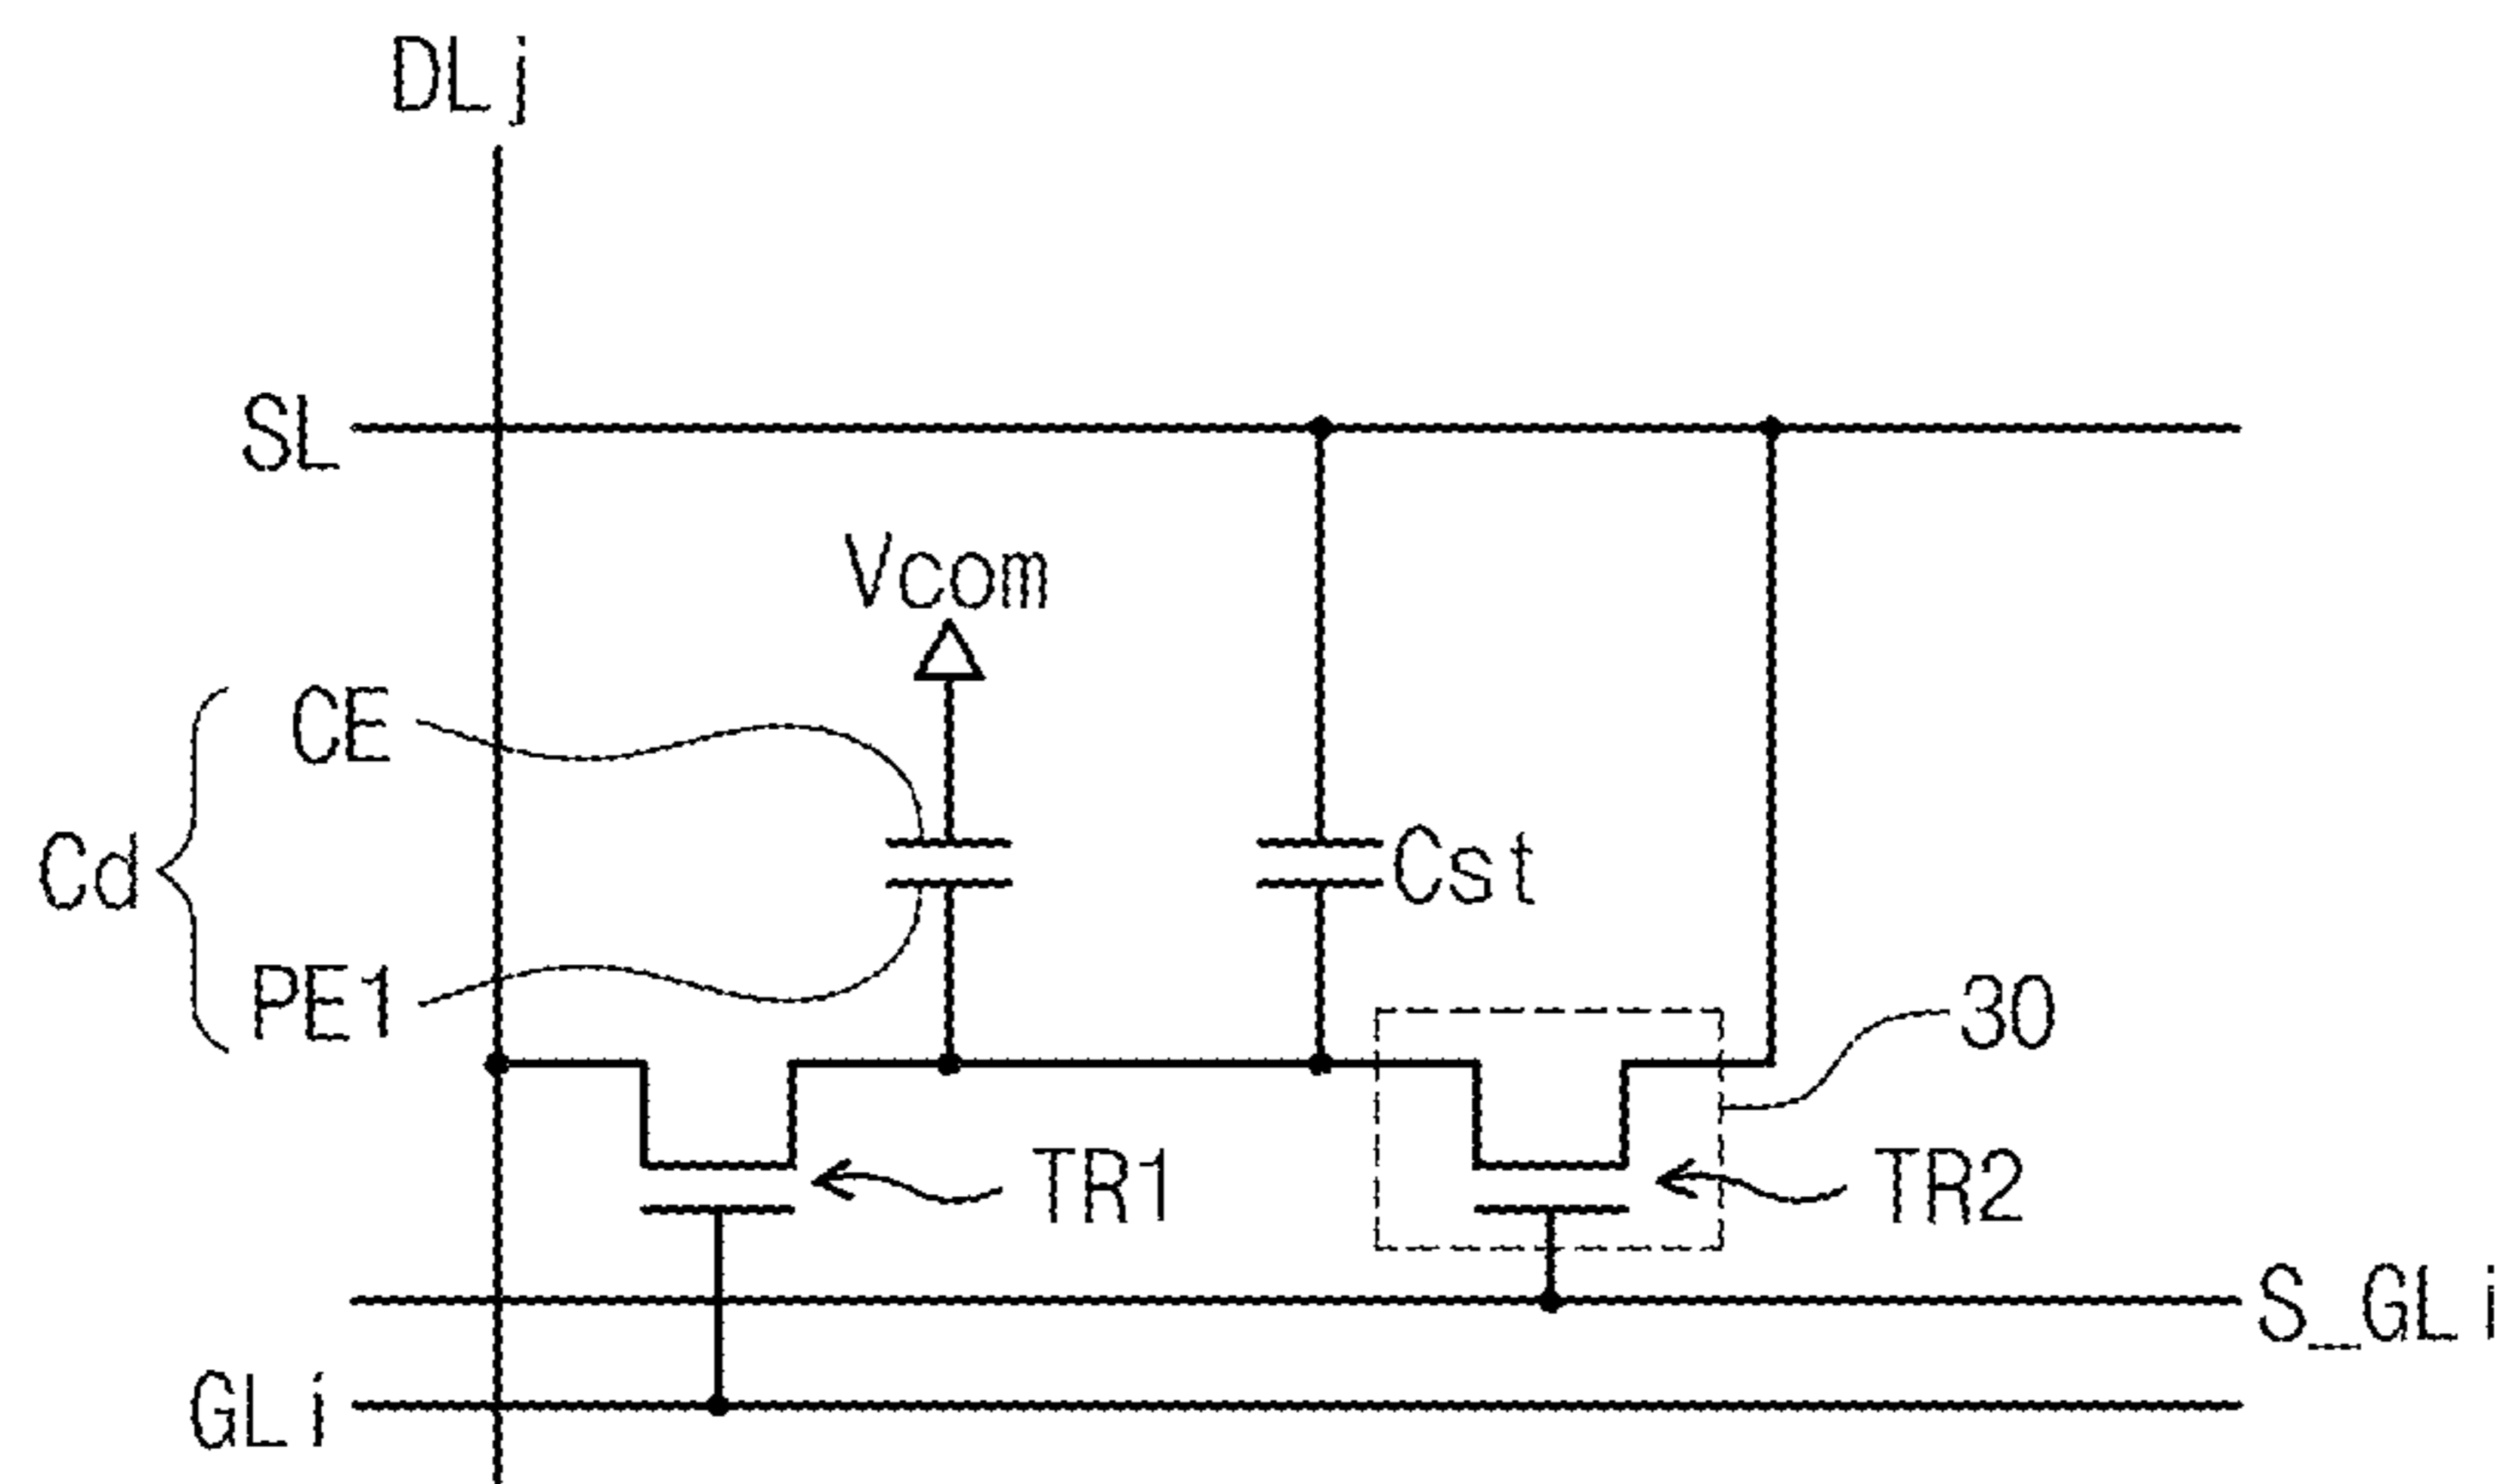 DLj
SL
Vcom
CE
Cd
Cst
PE1
30
TR1
TR2
S_GLi
GLi